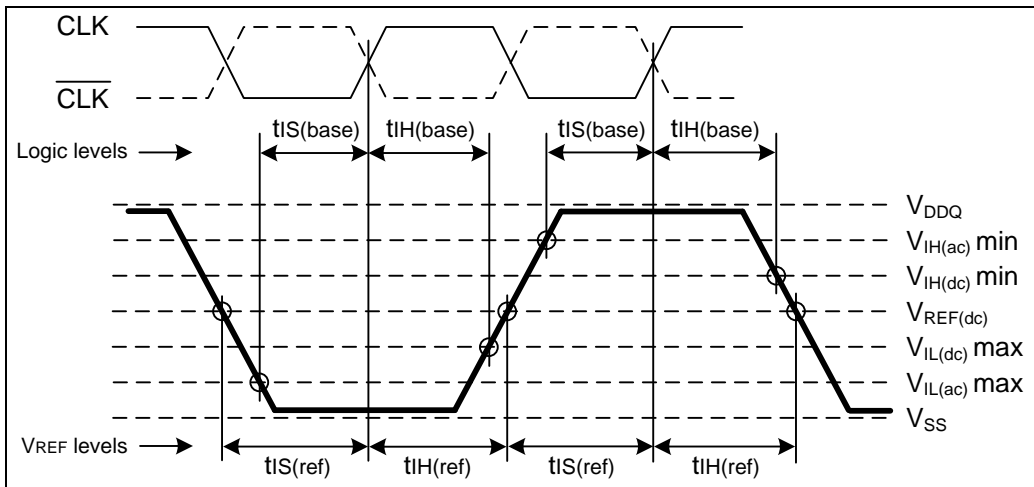 CLK
CLK
tIS(base) tIH(base) tIS(base) tIH(base)
Logic levels
VDDQ
VIH(ac) min
VIH(dc) min
VREF(dc)
VIL(dc) max
VIL(ac) max
VSS
VREF levels
tIS(ref) tIH(ref) tIS(ref) tIH(ref)